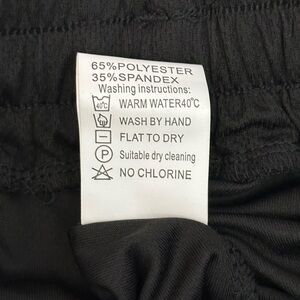 65%POLYESTER
35%SPANDEX
Washing instructions:
40℃ WARM WATER40℃
WASH BY HAND
FLAT TO DRY
P Suitable dry cleaning
NO CHLORINE